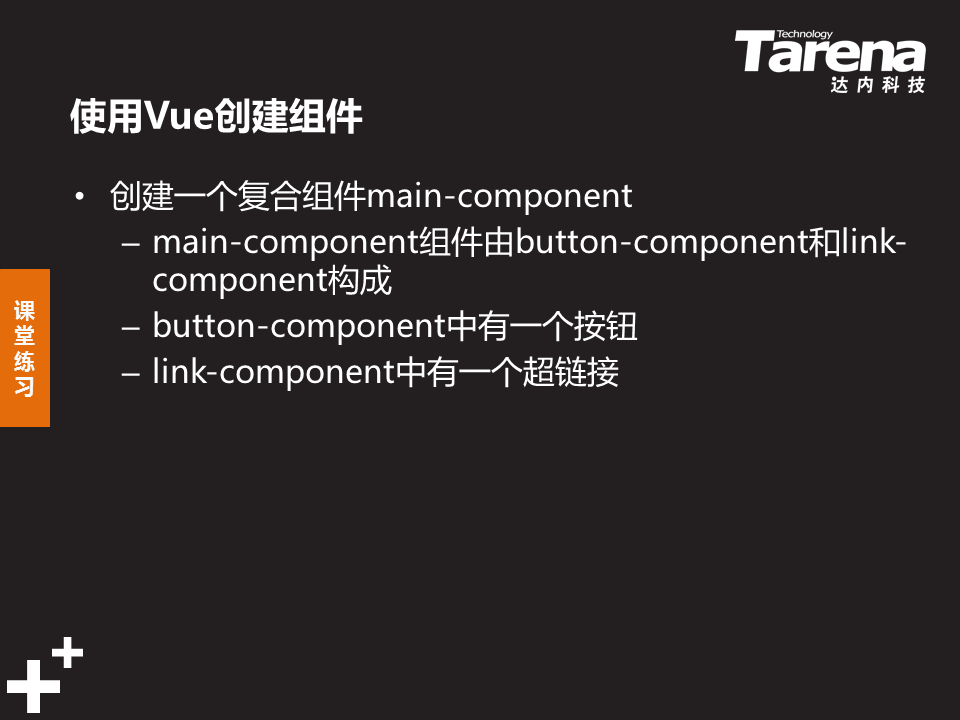 Technology
Tarena
达内科技
使用Vue创建组件
• 创建一个复合组件main-component
– main-component组件由button-component和link-
component构成
– button-component中有一个按钮
– link-component中有一个超链接
课
堂
练
习